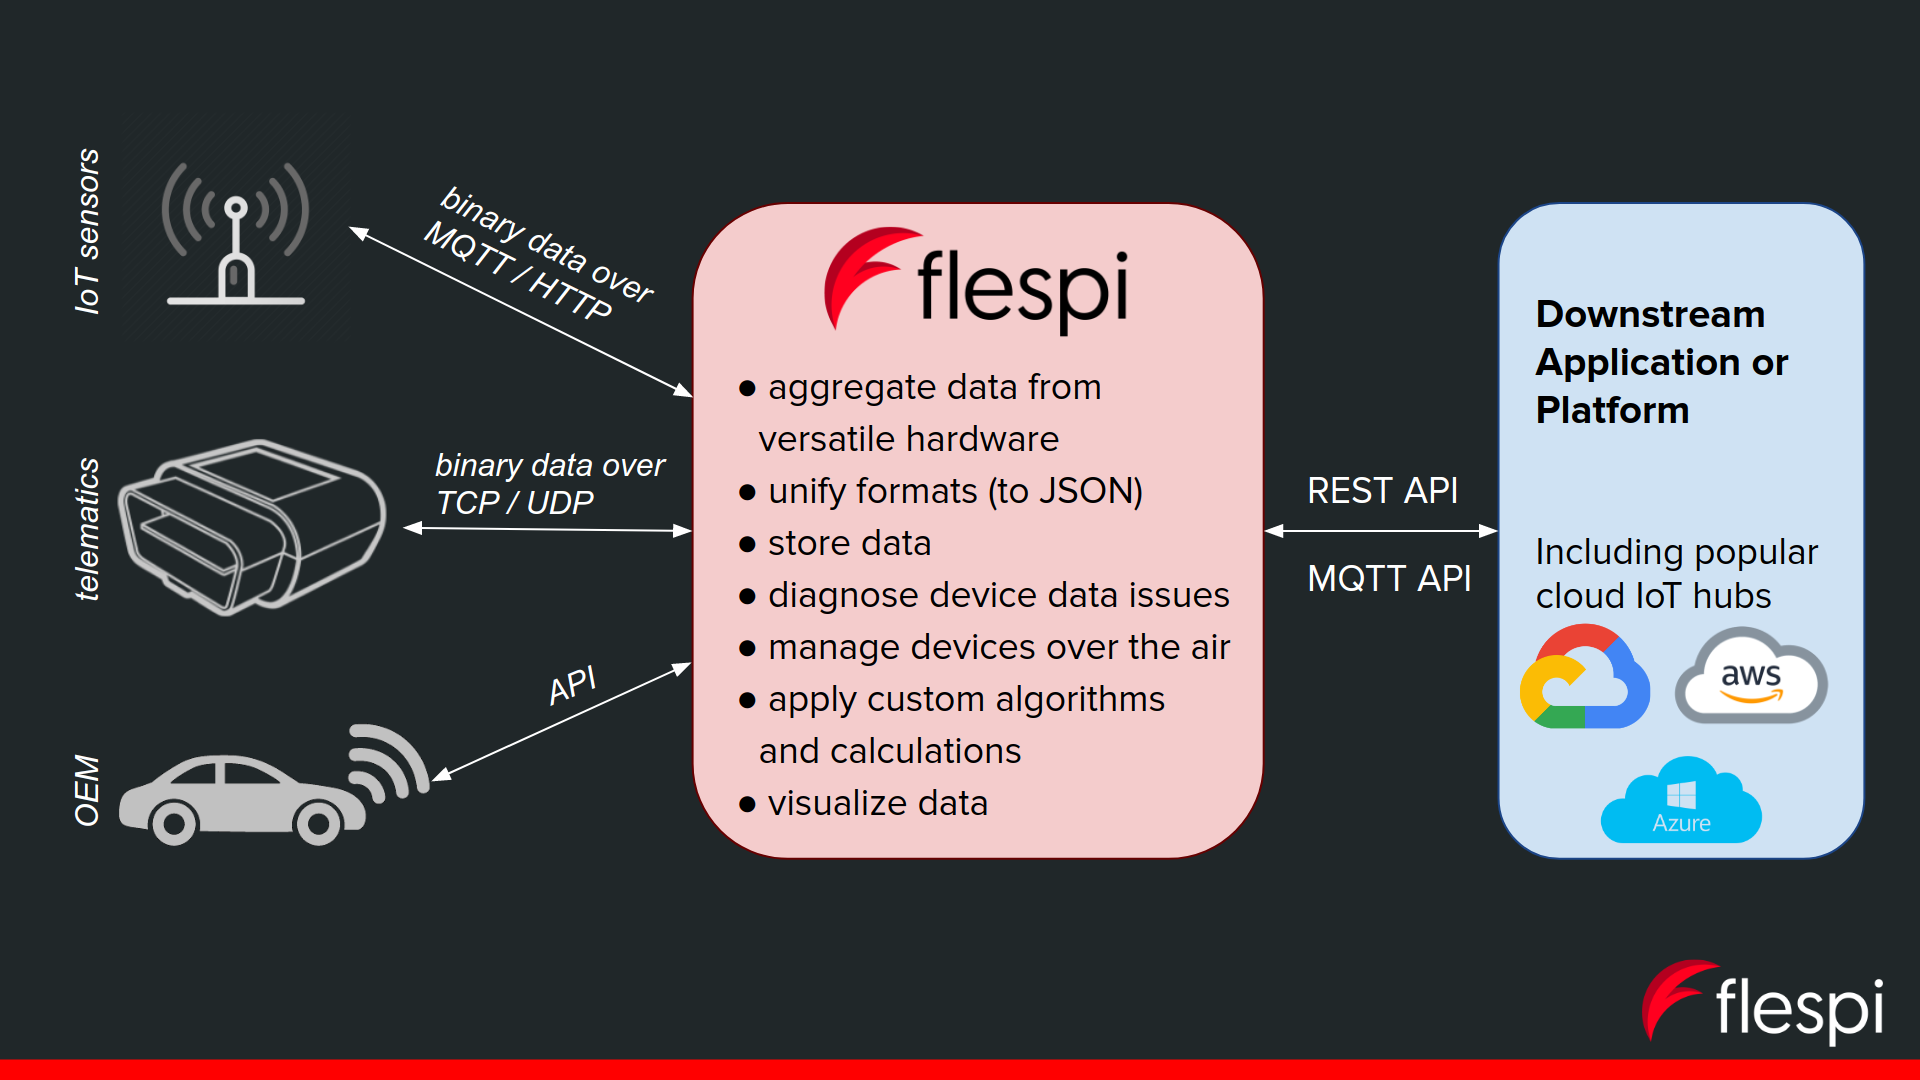 IoT sensors
binary data over
MQTT / HTTP
telematics
binary data over
TCP / UDP
OEM
API
flespi
● aggregate data from
versatile hardware
● unify formats (to JSON)
● store data
● diagnose device data issues
● manage devices over the air
● apply custom algorithms
and calculations
● visualize data
REST API
MQTT API
Downstream
Application or
Platform
Including popular
cloud IoT hubs
aws
Azure
flespi